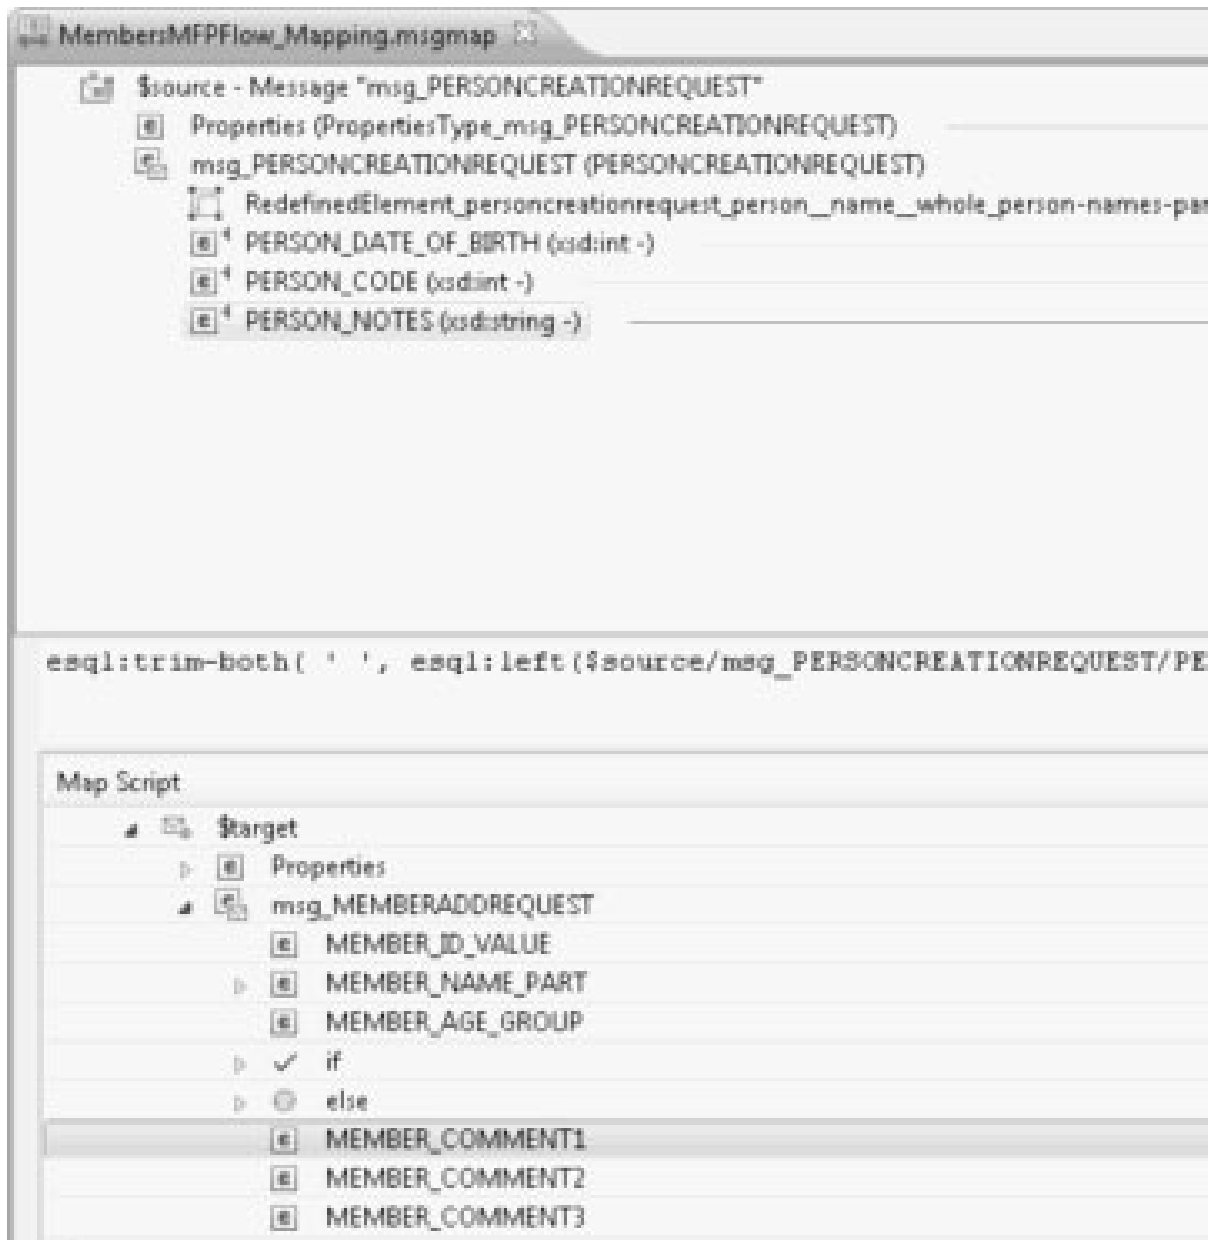 MembersMFPFlow_Mapping.msgmap
$source - Message "msg_PERSONCREATIONREQUEST"
Properties (PropertiesType_msg_PERSONCREATIONREQUEST)
msg_PERSONCREATIONREQUEST (PERSONCREATIONREQUEST)
RedefinedElement_personcreationrequest_person__name__whole_person-names-par
PERSON_DATE_OF_BIRTH (xsd:int -)
PERSON_CODE (xsd:int -)
PERSON_NOTES (xsd:string -)
esql:trim-both( ' ', esql:left($source/msg_PERSONCREATIONREQUEST/PE
Map Script
$target
Properties
msg_MEMBERADDREQUEST
MEMBER_ID_VALUE
MEMBER_NAME_PART
MEMBER_AGE_GROUP
if
else
MEMBER_COMMENT1
MEMBER_COMMENT2
MEMBER_COMMENT3